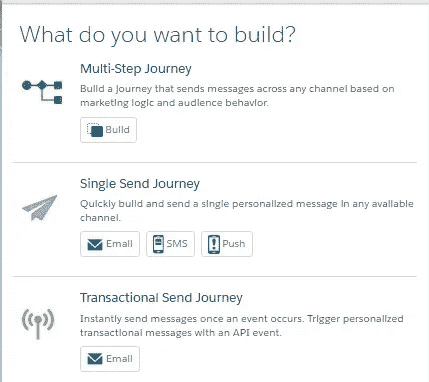 What do you want to build?
Multi-Step Journey
Build a Journey that sends messages across any channel based on
marketing logic and audience behavior.
Build
Single Send Journey
Quickly build and send a single personalized message in any available
channel.
Email SMS Push
Transactional Send Journey
Instantly send messages once an event occurs. Trigger personalized
transactional messages with an API event.
Email